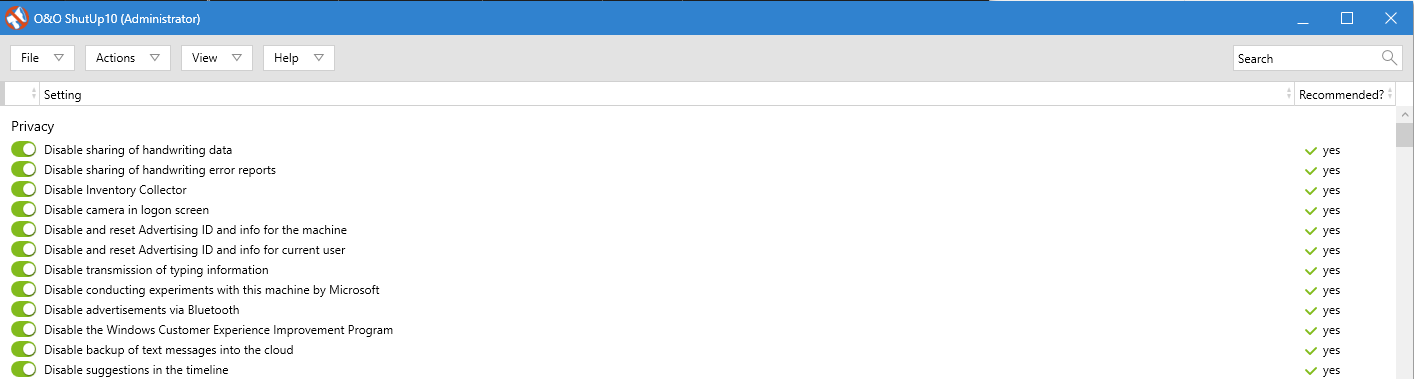 O&O ShutUp10 (Administrator)
File Actions View Help Search
Setting Recommended?
Privacy
Disable sharing of handwriting data yes
Disable sharing of handwriting error reports yes
Disable Inventory Collector yes
Disable camera in logon screen yes
Disable and reset Advertising ID and info for the machine yes
Disable and reset Advertising ID and info for current user yes
Disable transmission of typing information yes
Disable conducting experiments with this machine by Microsoft yes
Disable advertisements via Bluetooth yes
Disable the Windows Customer Experience Improvement Program yes
Disable backup of text messages into the cloud yes
Disable suggestions in the timeline yes